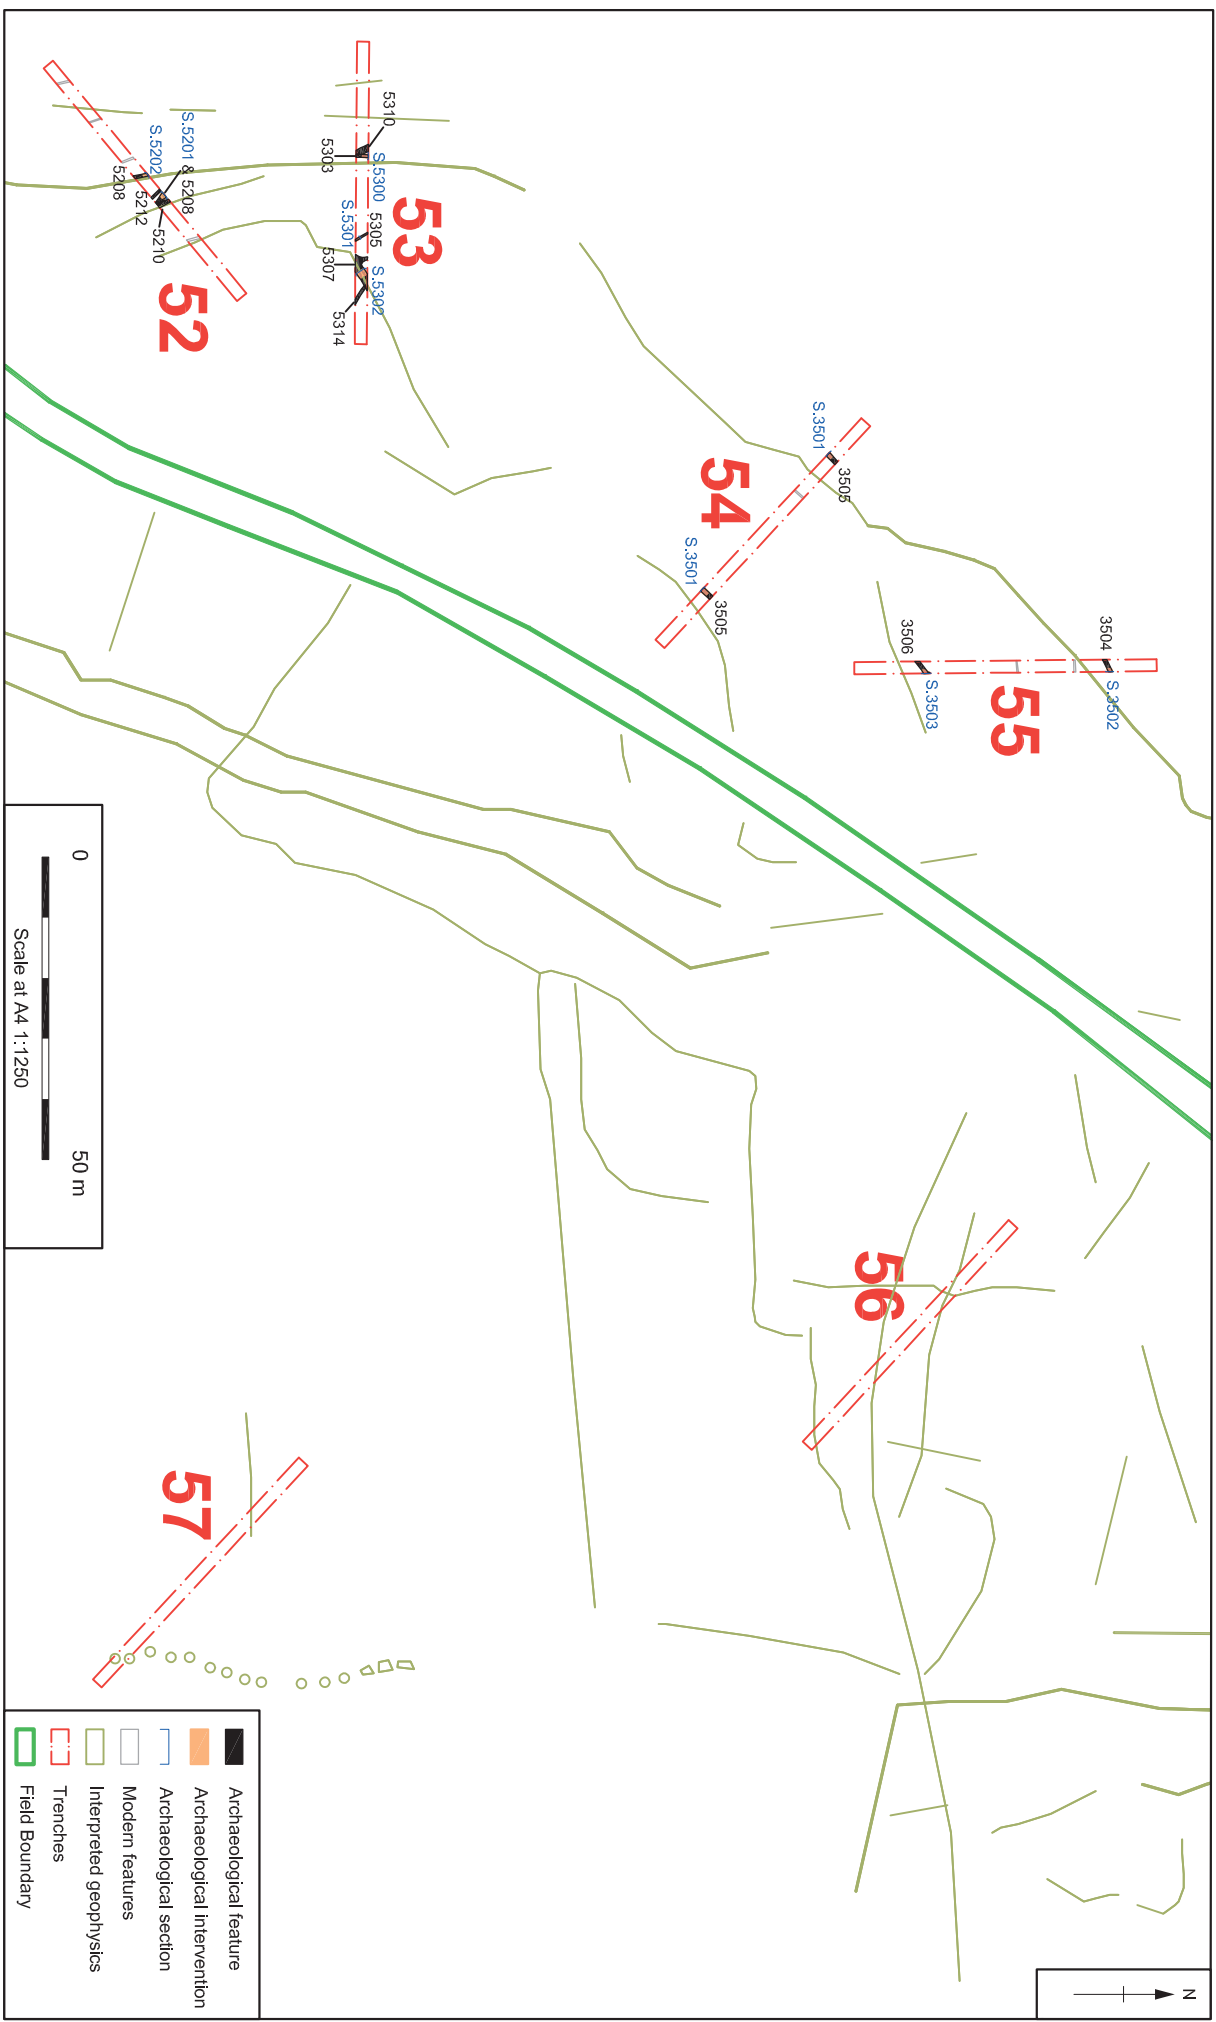 5310
5303
S.5300
53
5305
S.5301
5307
S.5302
5314
S.5201 & 5208
S.5202
5208
5212
5210
52
S.3501
3505
54
S.3501
3505
3504
S.3502
3506
S.3503
55
56
57
0
50 m
Scale at A4 1:1250
N
Archaeological feature
Archaeological intervention
Archaeological section
Modern features
Interpreted geophysics
Trenches
Field Boundary